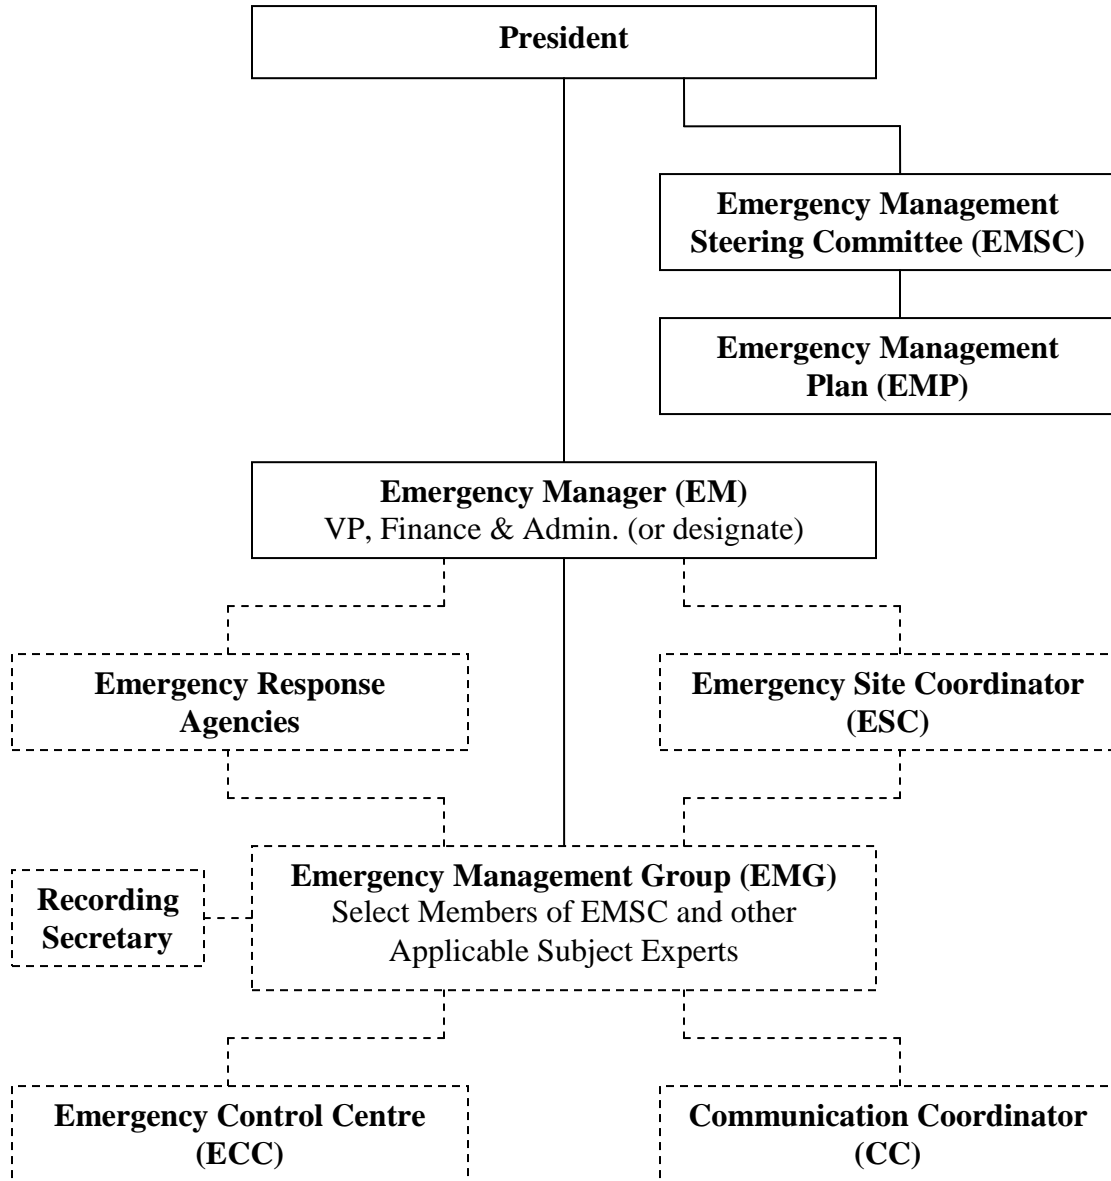 President
Emergency Management
Steering Committee (EMSC)
Emergency Management
Plan (EMP)
Emergency Manager (EM)
VP, Finance & Admin. (or designate)
Emergency Response
Agencies
Emergency Site Coordinator
(ESC)
Emergency Management Group (EMG)
Select Members of EMSC and other
Applicable Subject Experts
Recording
Secretary
Emergency Control Centre
(ECC)
Communication Coordinator
(CC)